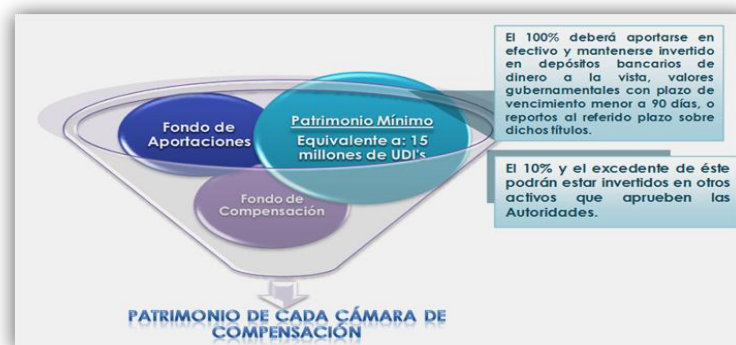 El 100% deberá aportarse en
efectivo y mantenerse invertido
en depósitos bancarios de
dinero a la vista, valores
gubernamentales con plazo de
vencimiento menor a 90 días, o
reportos al referido plazo sobre
dichos títulos.
Fondo de
Aportaciones
Patrimonio Mínimo
Equivalente a: 15
millones de UDI's
El 10% y el excedente de éste
podrán estar invertidos en otros
activos que aprueben las
Autoridades.
Fondo de
Compensación
PATRIMONIO DE CADA CÁMARA DE
COMPENSACIÓN